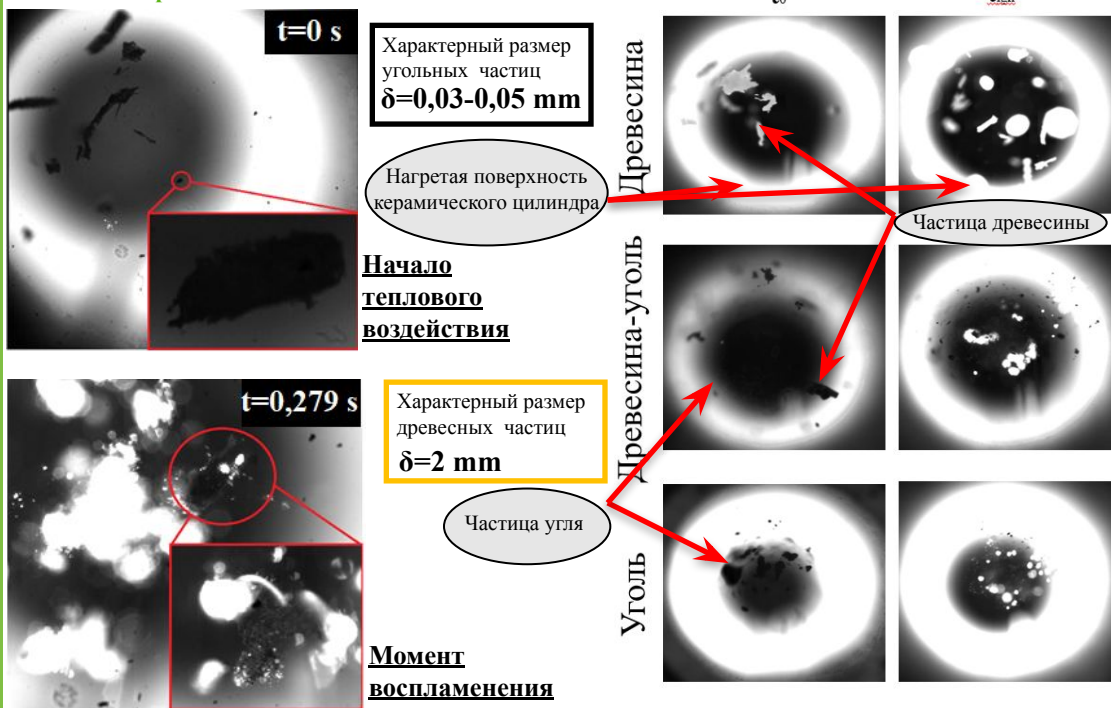 t=0 s
Характерный размер
угольных частиц
δ=0,03-0,05 mm
Нагретая поверхность
керамического цилиндра
Начало
теплового
воздействия
t=0,279 s
Характерный размер
древесных частиц
δ=2 mm
Частица угля
Момент
воспламенения
Древесина
Частица древесины
Древесина-уголь
Уголь